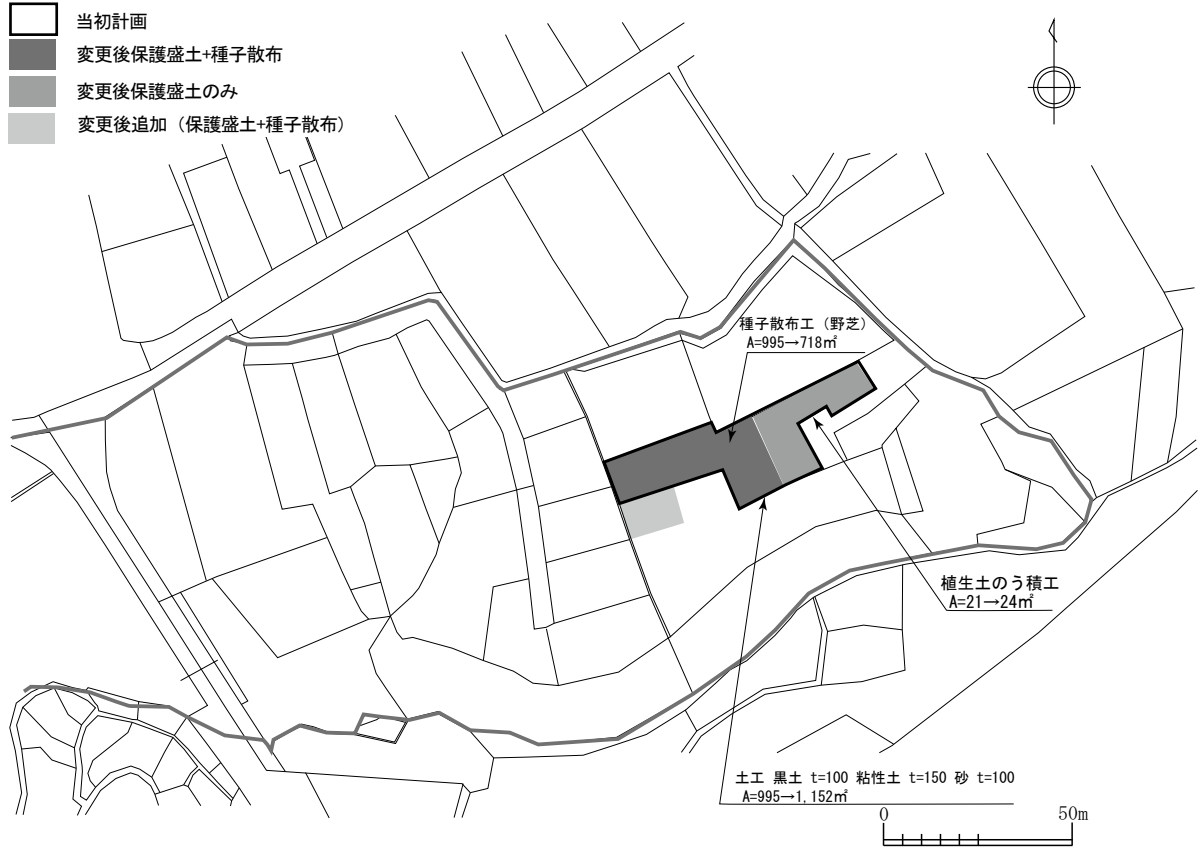 当初計画
変更後保護盛土+種子散布
変更後保護盛土のみ
変更後追加（保護盛土+種子散布）
種子散布工（野芝）
A=995→718㎡
植生土のう積工
A=21→24㎡
土工 黒土 t=100 粘性土 t=150 砂 t=100
A=995→1,152㎡
0 50m